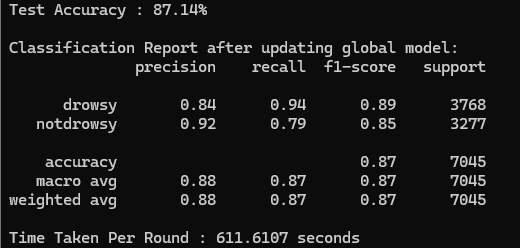 Test Accuracy : 87.14%
Classification Report after updating global model:
precision recall f1-score support
drowsy 0.84 0.94 0.89 3768
notdrowsy 0.92 0.79 0.85 3277
accuracy 0.87 7045
macro avg 0.88 0.87 0.87 7045
weighted avg 0.88 0.87 0.87 7045
Time Taken Per Round : 611.6107 seconds